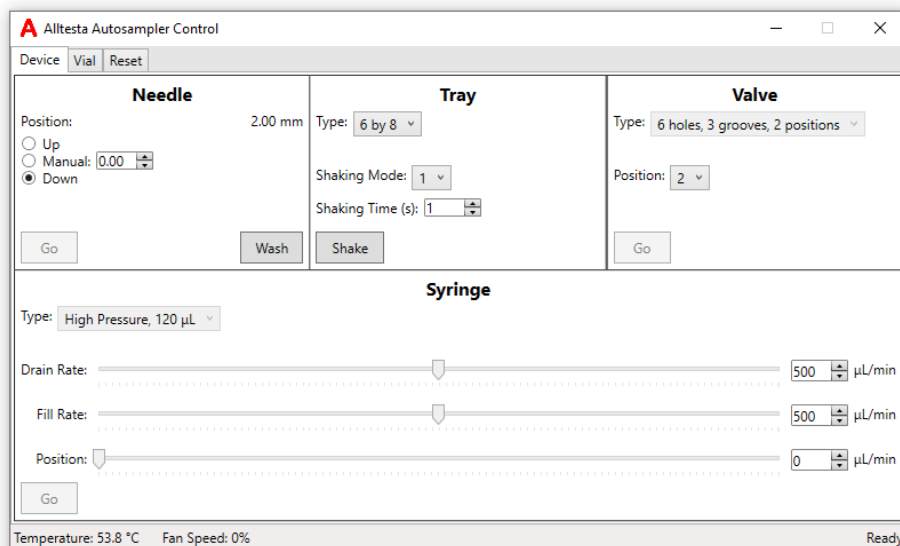 Alltesta Autosampler Control
Device Vial Reset
Needle
Position: 2.00 mm
Up
Manual: 0.00
Down
Go Wash
Tray
Type: 6 by 8
Shaking Mode: 1
Shaking Time (s): 1
Shake
Valve
Type: 6 holes, 3 grooves, 2 positions
Position: 2
Go
Syringe
Type: High Pressure, 120 µL
Drain Rate: 500 µL/min
Fill Rate: 500 µL/min
Position: 0 µL/min
Go
Temperature: 53.8 °C Fan Speed: 0% Ready